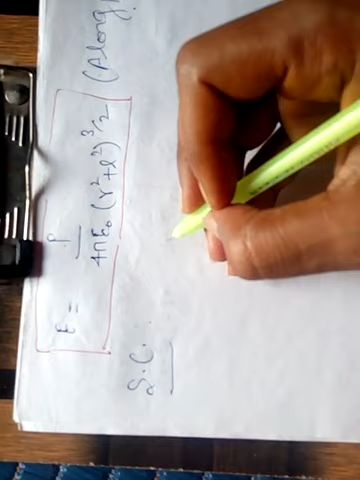 E = P / 4πε₀ (r²+l²)^3/2 (Along
S.C.